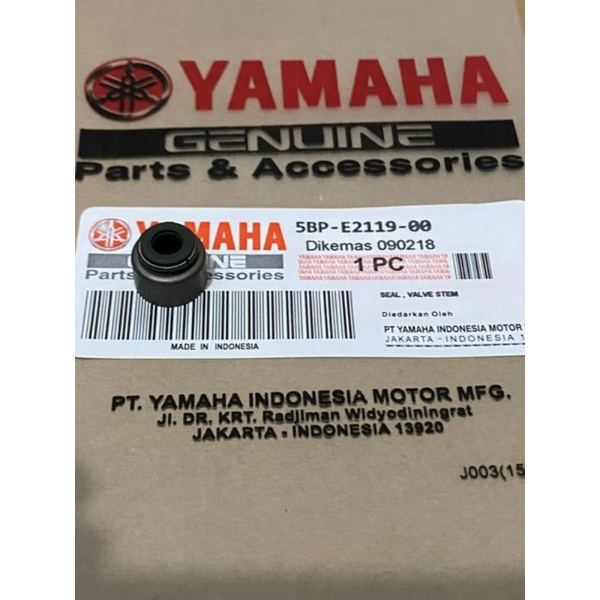 YAMAHA
GENUINE
Parts & Accessories
YAMAHA
GENUINE
Parts Accessories
5BP-E2119-00
Dikemas 090218
1 PC
SEAL , VALVE STEM
Diedarkan Oleh
PT YAMAHA INDONESIA MOTOR
JAKARTA - INDONESIA 1
MADE IN INDONESIA
PT. YAMAHA INDONESIA MOTOR MFG.
Jl. DR. KRT. Radjiman Widyodiningrat
JAKARTA - INDONESIA 13920
J003(15